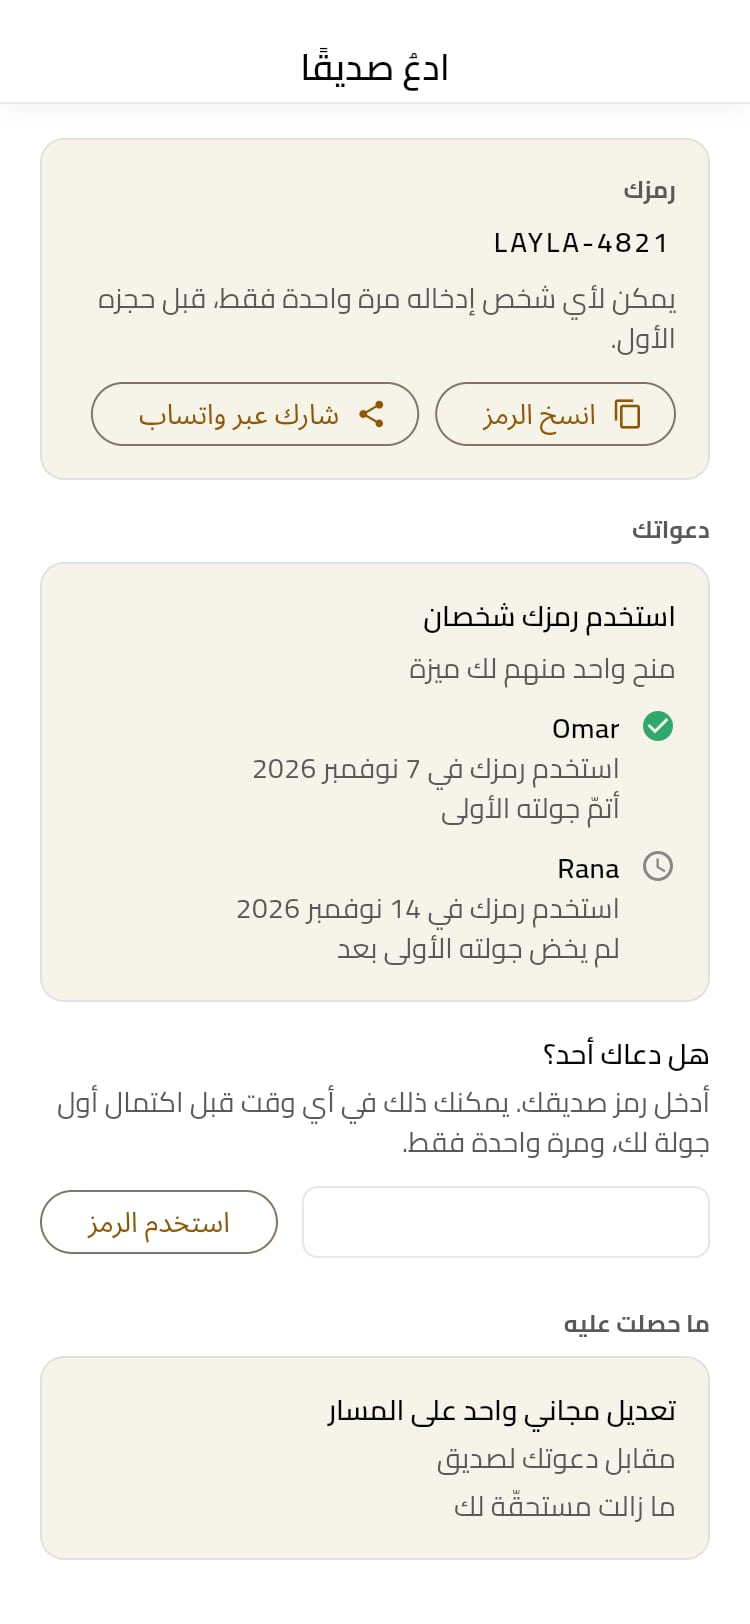 ادعُ صديقًا
رمزك
LAYLA-4821
يمكن لأي شخص إدخاله مرة واحدة فقط، قبل حجزه
الأول.
انسخ الرمز
شارك عبر واتساب
دعواتك
استخدم رمزك شخصان
منح واحد منهم لك ميزة
Omar
استخدم رمزك في 7 نوفمبر 2026
أتمّ جولته الأولى
Rana
استخدم رمزك في 14 نوفمبر 2026
لم يخض جولته الأولى بعد
هل دعاك أحد؟
أدخل رمز صديقك. يمكنك ذلك في أي وقت قبل اكتمال أول
جولة لك، ومرة واحدة فقط.
استخدم الرمز
ما حصلت عليه
تعديل مجاني واحد على المسار
مقابل دعوتك لصديق
ما زالت مستحقّة لك